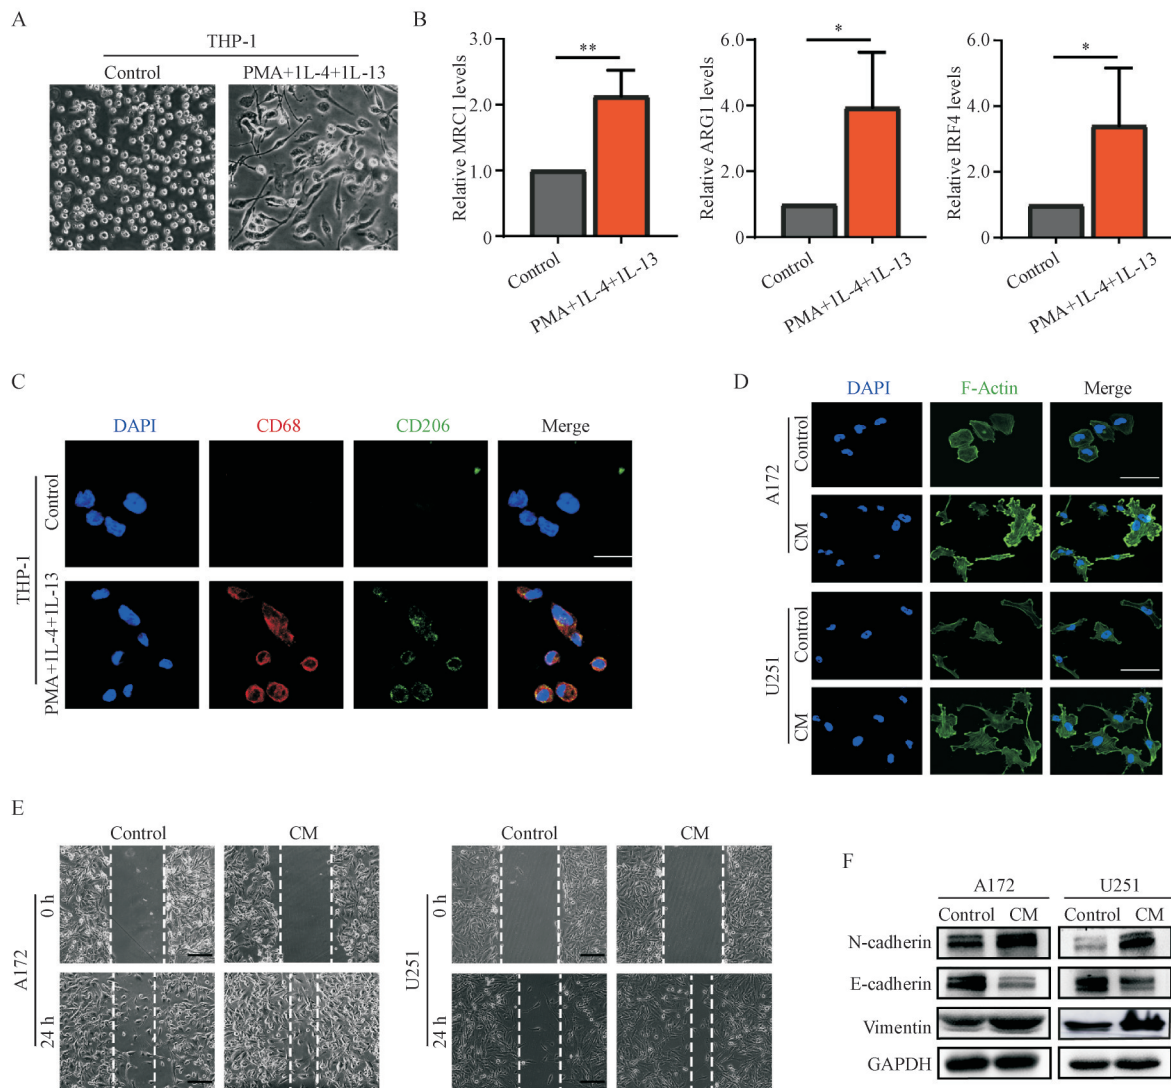 A
THP-1
Control
PMA+1L-4+1L-13
B
Relative MRC1 levels
3.0
2.0
1.0
0
**
Control
PMA+1L-4+1L-13
Relative ARG1 levels
6.0
4.0
2.0
0
*
Control
PMA+1L-4+1L-13
Relative IRF4 levels
6.0
4.0
2.0
0
*
Control
PMA+1L-4+1L-13
C
DAPI
CD68
CD206
Merge
THP-1
Control
PMA+1L-4+1L-13
D
DAPI
F-Actin
Merge
A172
Control
CM
U251
Control
CM
E
Control
CM
A172
0 h
24 h
Control
CM
U251
0 h
24 h
F
A172
U251
Control
CM
Control
CM
N-cadherin
E-cadherin
Vimentin
GAPDH